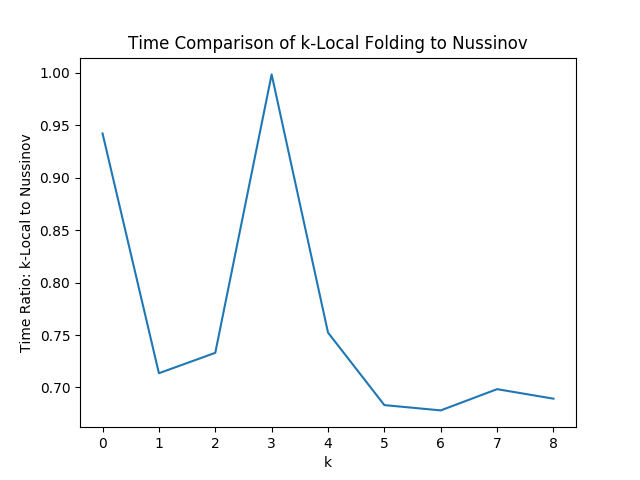 Time Comparison of k-Local Folding to Nussinov
Time Ratio: k-Local to Nussinov
1.00
0.95
0.90
0.85
0.80
0.75
0.70
0 1 2 3 4 5 6 7 8
k